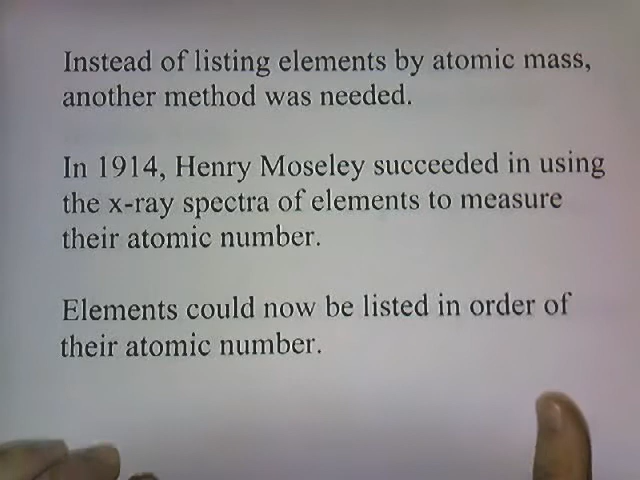 Instead of listing elements by atomic mass,
another method was needed.
In 1914, Henry Moseley succeeded in using
the x-ray spectra of elements to measure
their atomic number.
Elements could now be listed in order of
their atomic number.